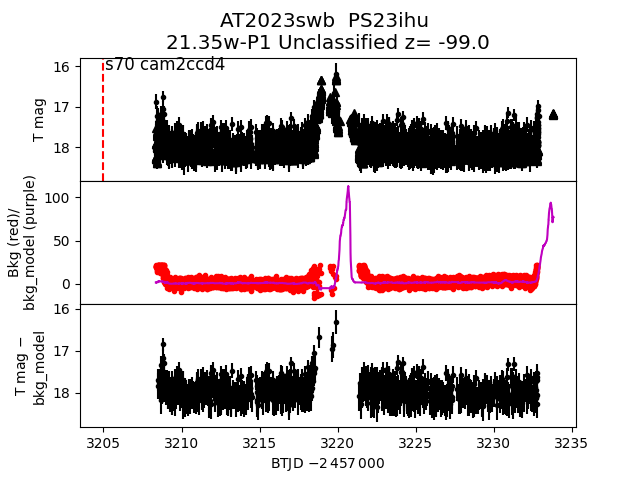 AT2023swb  PS23ihu
21.35w-P1 Unclassified z= -99.0
s70 cam2ccd4
16
17
18
T mag
100
50
0
Bkg (red)/
bkg_model (purple)
16
17
18
T mag −
bkg_model
3205
3210
3215
3220
3225
3230
3235
BTJD −2 457 000